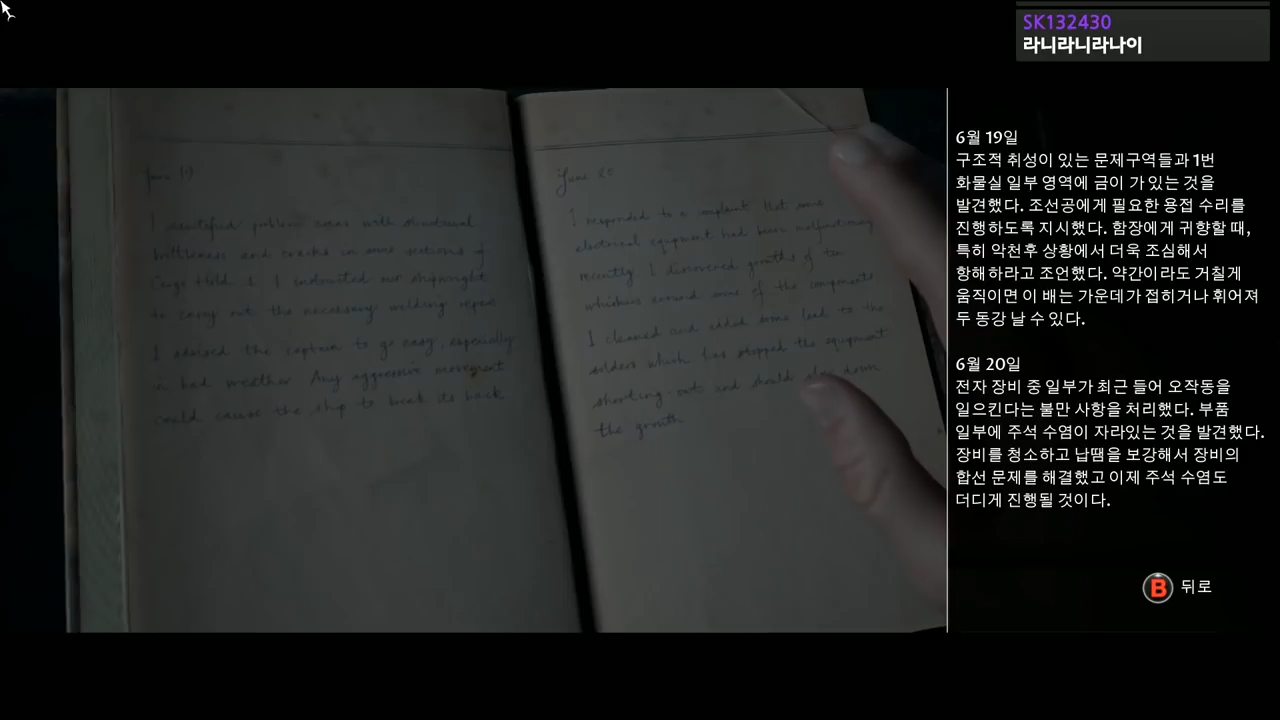 SK132430
라니라니라나이
June 19
I identified problem areas with structural
brittleness and cracks in some sections of
Cargo Hold 1. I instructed our shipwright
to carry out the necessary welding repairs
I advised the captain to go easy, especially
in bad weather Any aggressive movement
could cause the ship to break its back
June 20
I responded to a complaint that some
electrical equipment had been malfunctioning
recently. I discovered growths of tin
whiskers around some of the components
I cleaned and added some lead to the
solders which has stopped the equipment
shorting-out and should slow down
the growth
6월 19일
구조적 취성이 있는 문제구역들과 1번
화물실 일부 영역에 금이 가 있는 것을
발견했다. 조선공에게 필요한 용접 수리를
진행하도록 지시했다. 함장에게 귀향할 때,
특히 악천후 상황에서 더욱 조심해서
항해하라고 조언했다. 약간이라도 거칠게
움직이면 이 배는 가운데가 접히거나 휘어져
두 동강 날 수 있다.
6월 20일
전자 장비 중 일부가 최근 들어 오작동을
일으킨다는 불만 사항을 처리했다. 부품
일부에 주석 수염이 자라있는 것을 발견했다.
장비를 청소하고 납땜을 보강해서 장비의
합선 문제를 해결했고 이제 주석 수염도
더디게 진행될 것이다.
B 뒤로